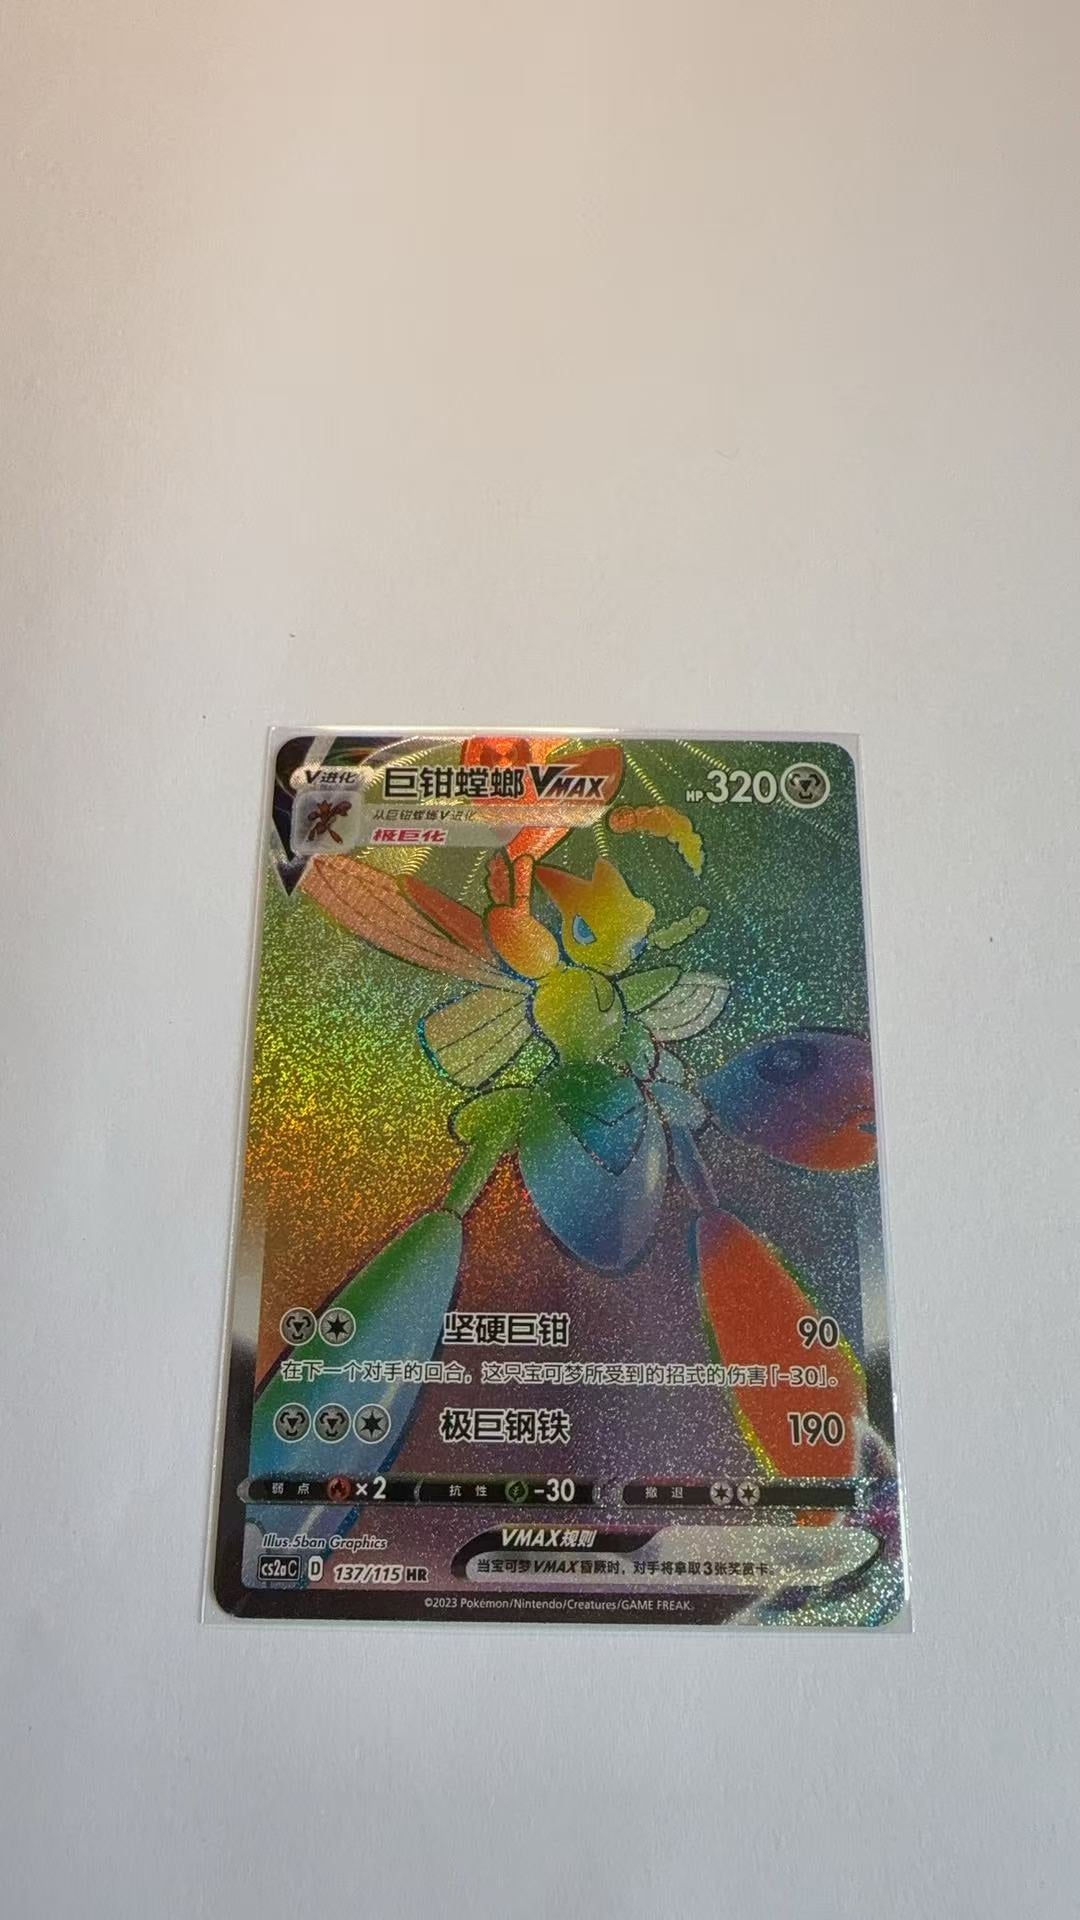 V进化
巨钳螳螂VMAX
HP320
从巨钳螳螂V进化
极巨化
坚硬巨钳 90
在下一个对手的回合，这只宝可梦所受到的招式的伤害「-30」。
极巨钢铁 190
弱点 ×2 抗性 -30 撤退
Illus.5ban Graphics
VMAX规则
当宝可梦VMAX昏厥时，对手将拿取3张奖赏卡。
cs2aC D 137/115 HR
©2023 Pokémon/Nintendo/Creatures/GAME FREAK.